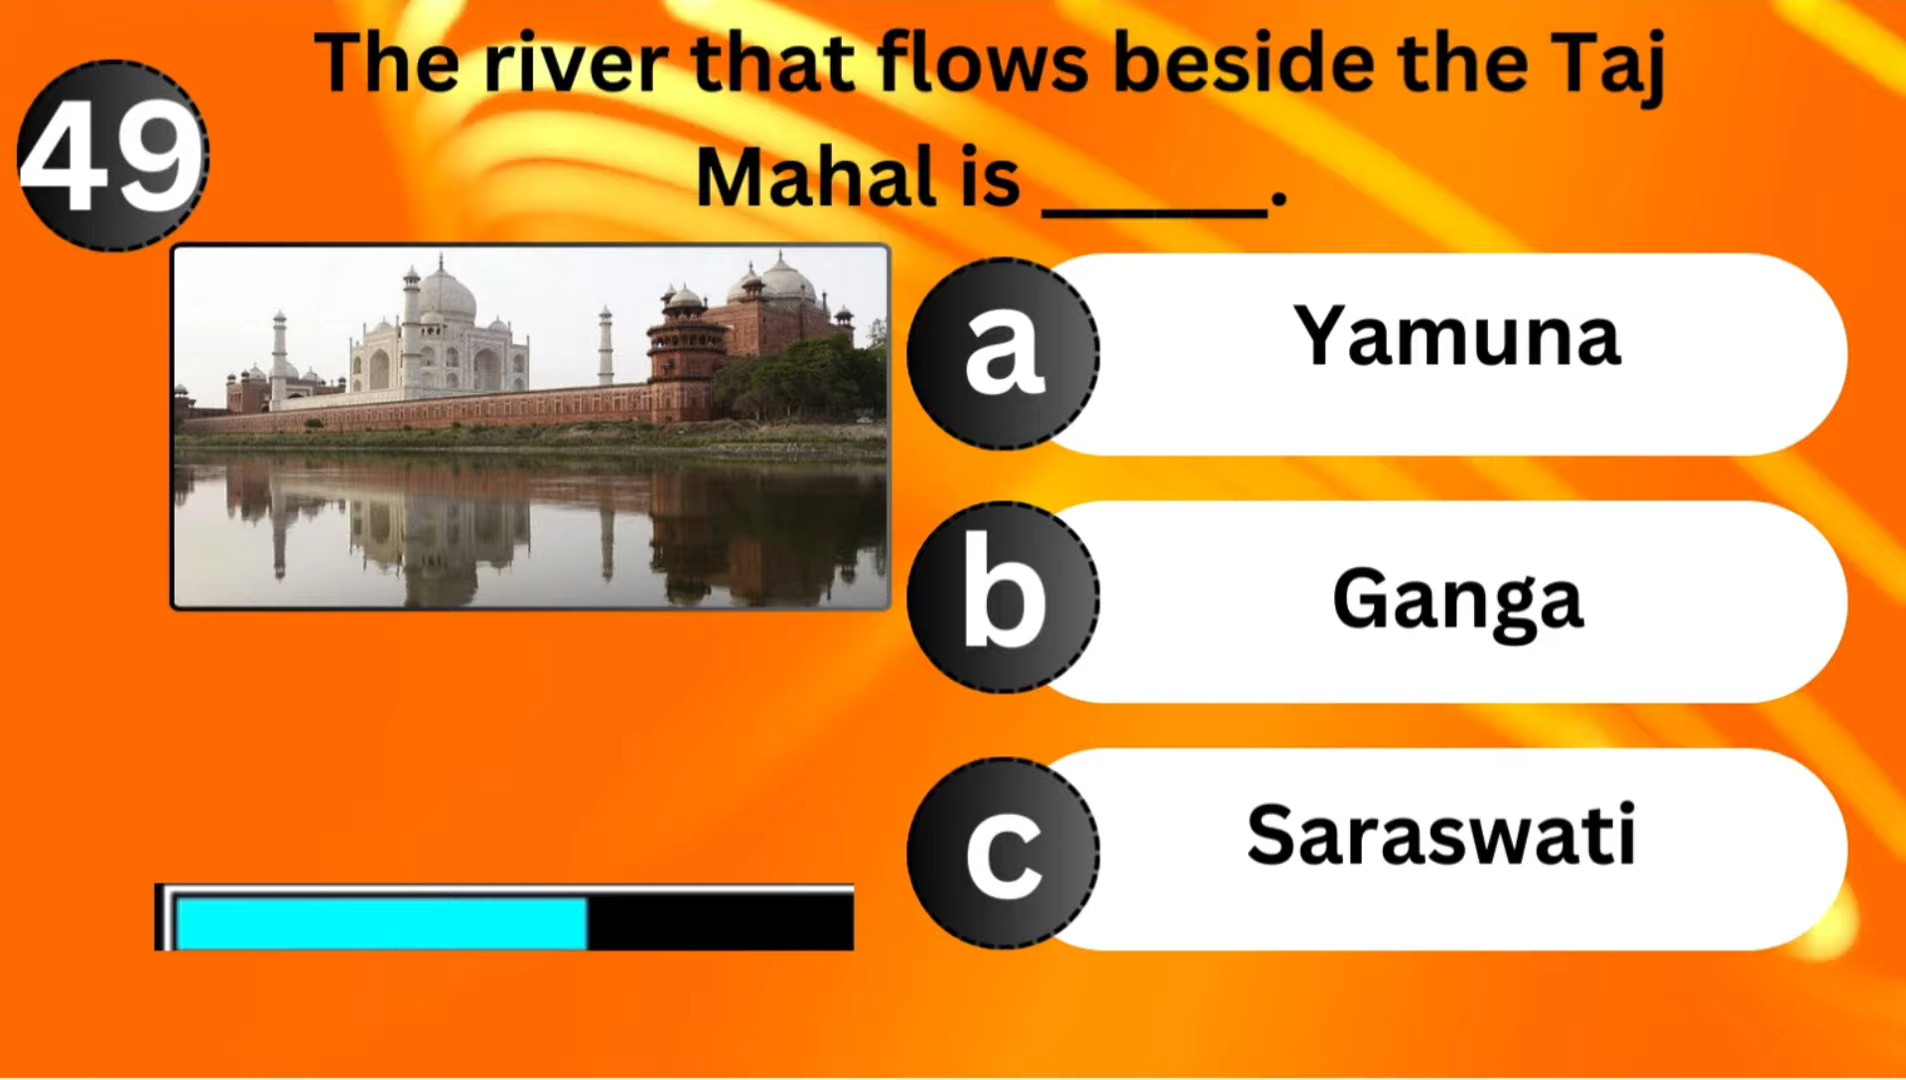 49
The river that flows beside the Taj
Mahal is _____.
a
Yamuna
b
Ganga
c
Saraswati